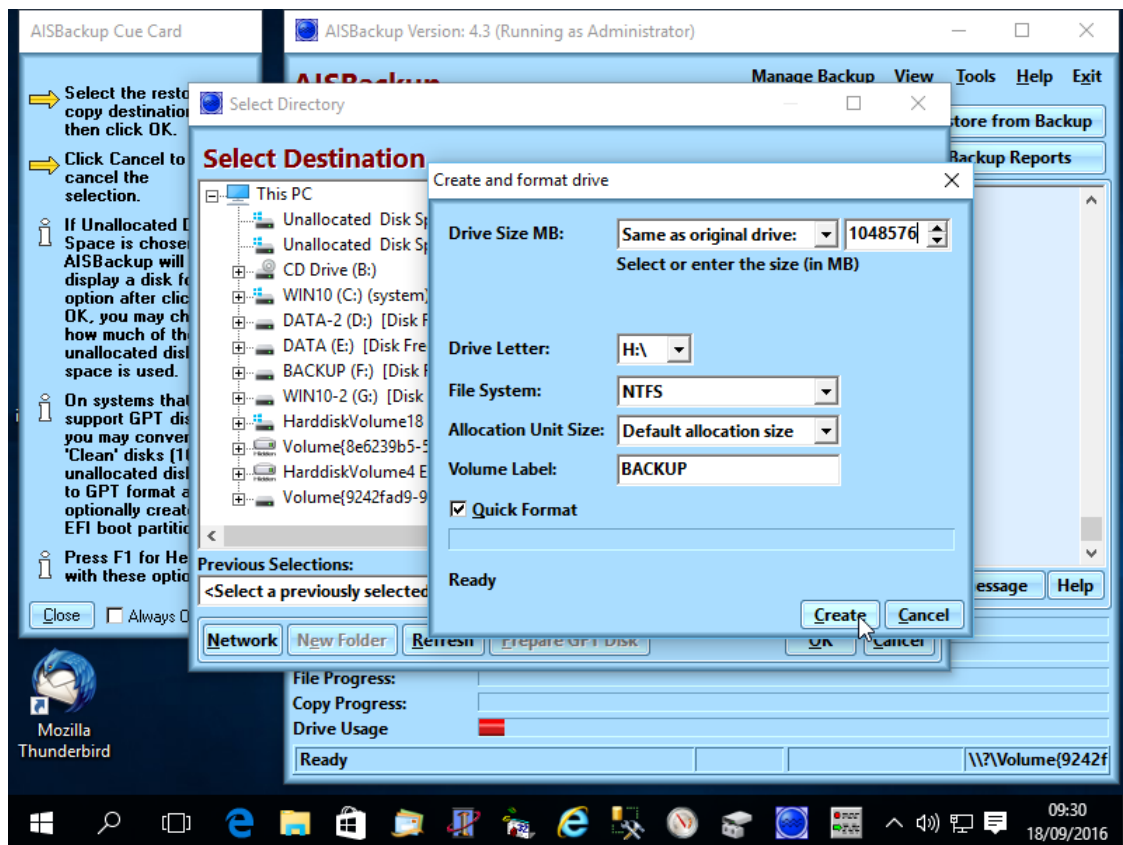 AISBackup Cue Card
Select the resto
copy destination
then click OK.
Click Cancel to
cancel the
selection.
If Unallocated D
Space is chosen
AISBackup will
display a disk fo
option after clic
OK, you may ch
how much of the
unallocated disk
space is used.
On systems that
support GPT dis
you may conver
'Clean' disks (10
unallocated disk
to GPT format a
optionally creat
EFI boot partitio
Press F1 for He
with these optio
Close
Always O
AISBackup Version: 4.3 (Running as Administrator)
AISBackup
Manage Backup View Tools Help Exit
store from Backup
Backup Reports
Select Directory
Select Destination
This PC
Unallocated Disk Sp
Unallocated Disk Sp
CD Drive (B:)
WIN10 (C:) (system)
DATA-2 (D:) [Disk F
DATA (E:) [Disk Fre
BACKUP (F:) [Disk F
WIN10-2 (G:) [Disk
HarddiskVolume18
Volume{8e6239b5-5
HarddiskVolume4 E
Volume{9242fad9-9
Previous Selections:
<Select a previously selected
Network New Folder Refresh Prepare GPT Disk OK Cancel
Create and format drive
Drive Size MB: Same as original drive: 1048576
Select or enter the size (in MB)
Drive Letter: H:\
File System: NTFS
Allocation Unit Size: Default allocation size
Volume Label: BACKUP
Quick Format
Ready
Create Cancel
essage Help
File Progress:
Copy Progress:
Drive Usage
Ready \\?\Volume{9242f
Mozilla
Thunderbird
09:30
18/09/2016